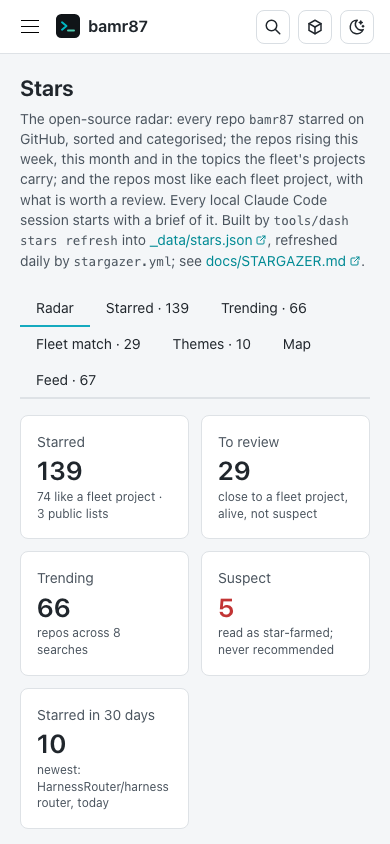 bamr87
Stars
The open-source radar: every repo bamr87 starred on
GitHub, sorted and categorised; the repos rising this
week, this month and in the topics the fleet's projects
carry; and the repos most like each fleet project, with
what is worth a review. Every local Claude Code
session starts with a brief of it. Built by tools/dash
stars refresh into _data/stars.json, refreshed
daily by stargazer.yml; see docs/STARGAZER.md.
Radar Starred · 139 Trending · 66
Fleet match · 29 Themes · 10 Map
Feed · 67
Starred
139
74 like a fleet project ·
3 public lists
To review
29
close to a fleet project,
alive, not suspect
Trending
66
repos across 8
searches
Suspect
5
read as star-farmed;
never recommended
Starred in 30 days
10
newest:
HarnessRouter/harness
router, today